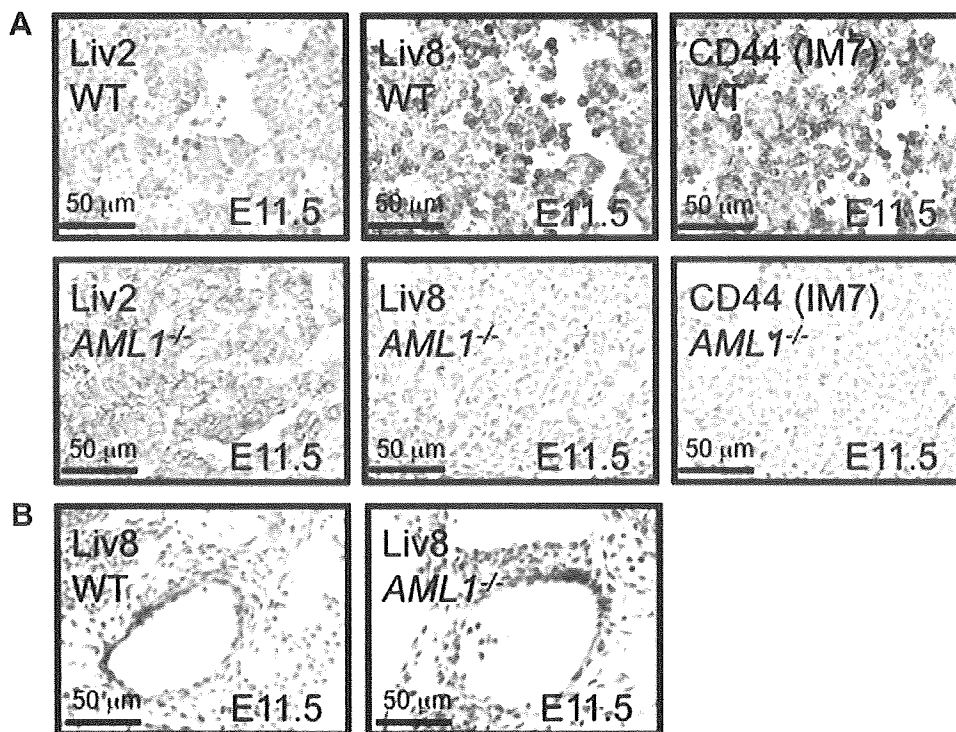 A
Liv2
WT
50 μm
E11.5
Liv8
WT
50 μm
E11.5
CD44 (IM7)
WT
50 μm
E11.5
Liv2
AML1-/-
50 μm
E11.5
Liv8
AML1-/-
50 μm
E11.5
CD44 (IM7)
AML1-/-
50 μm
E11.5
B
Liv8
WT
50 μm
E11.5
Liv8
AML1-/-
50 μm
E11.5